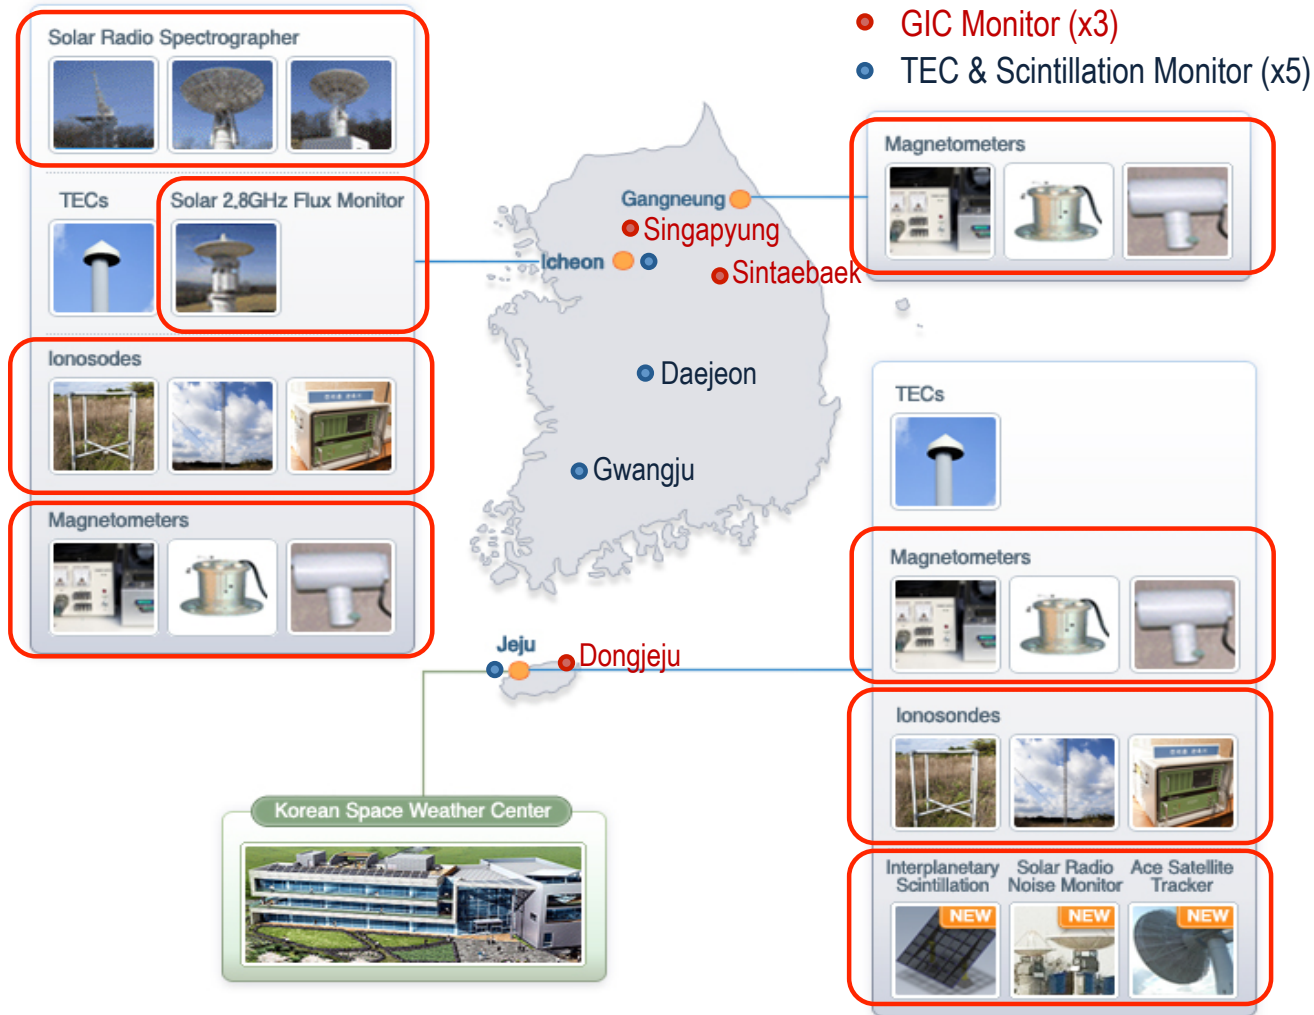 GIC Monitor (x3)
TEC & Scintillation Monitor (x5)
Solar Radio Spectrographer
TECs
Solar 2.8GHz Flux Monitor
Ionosodes
Magnetometers
Magnetometers
Gangneung
Singapyung
Icheon
Sintaebaek
Daejeon
Gwangju
Jeju
Dongjeju
TECs
Magnetometers
Ionosondes
Interplanetary
Scintillation
Solar Radio
Noise Monitor
Ace Satellite
Tracker
NEW
NEW
NEW
Korean Space Weather Center